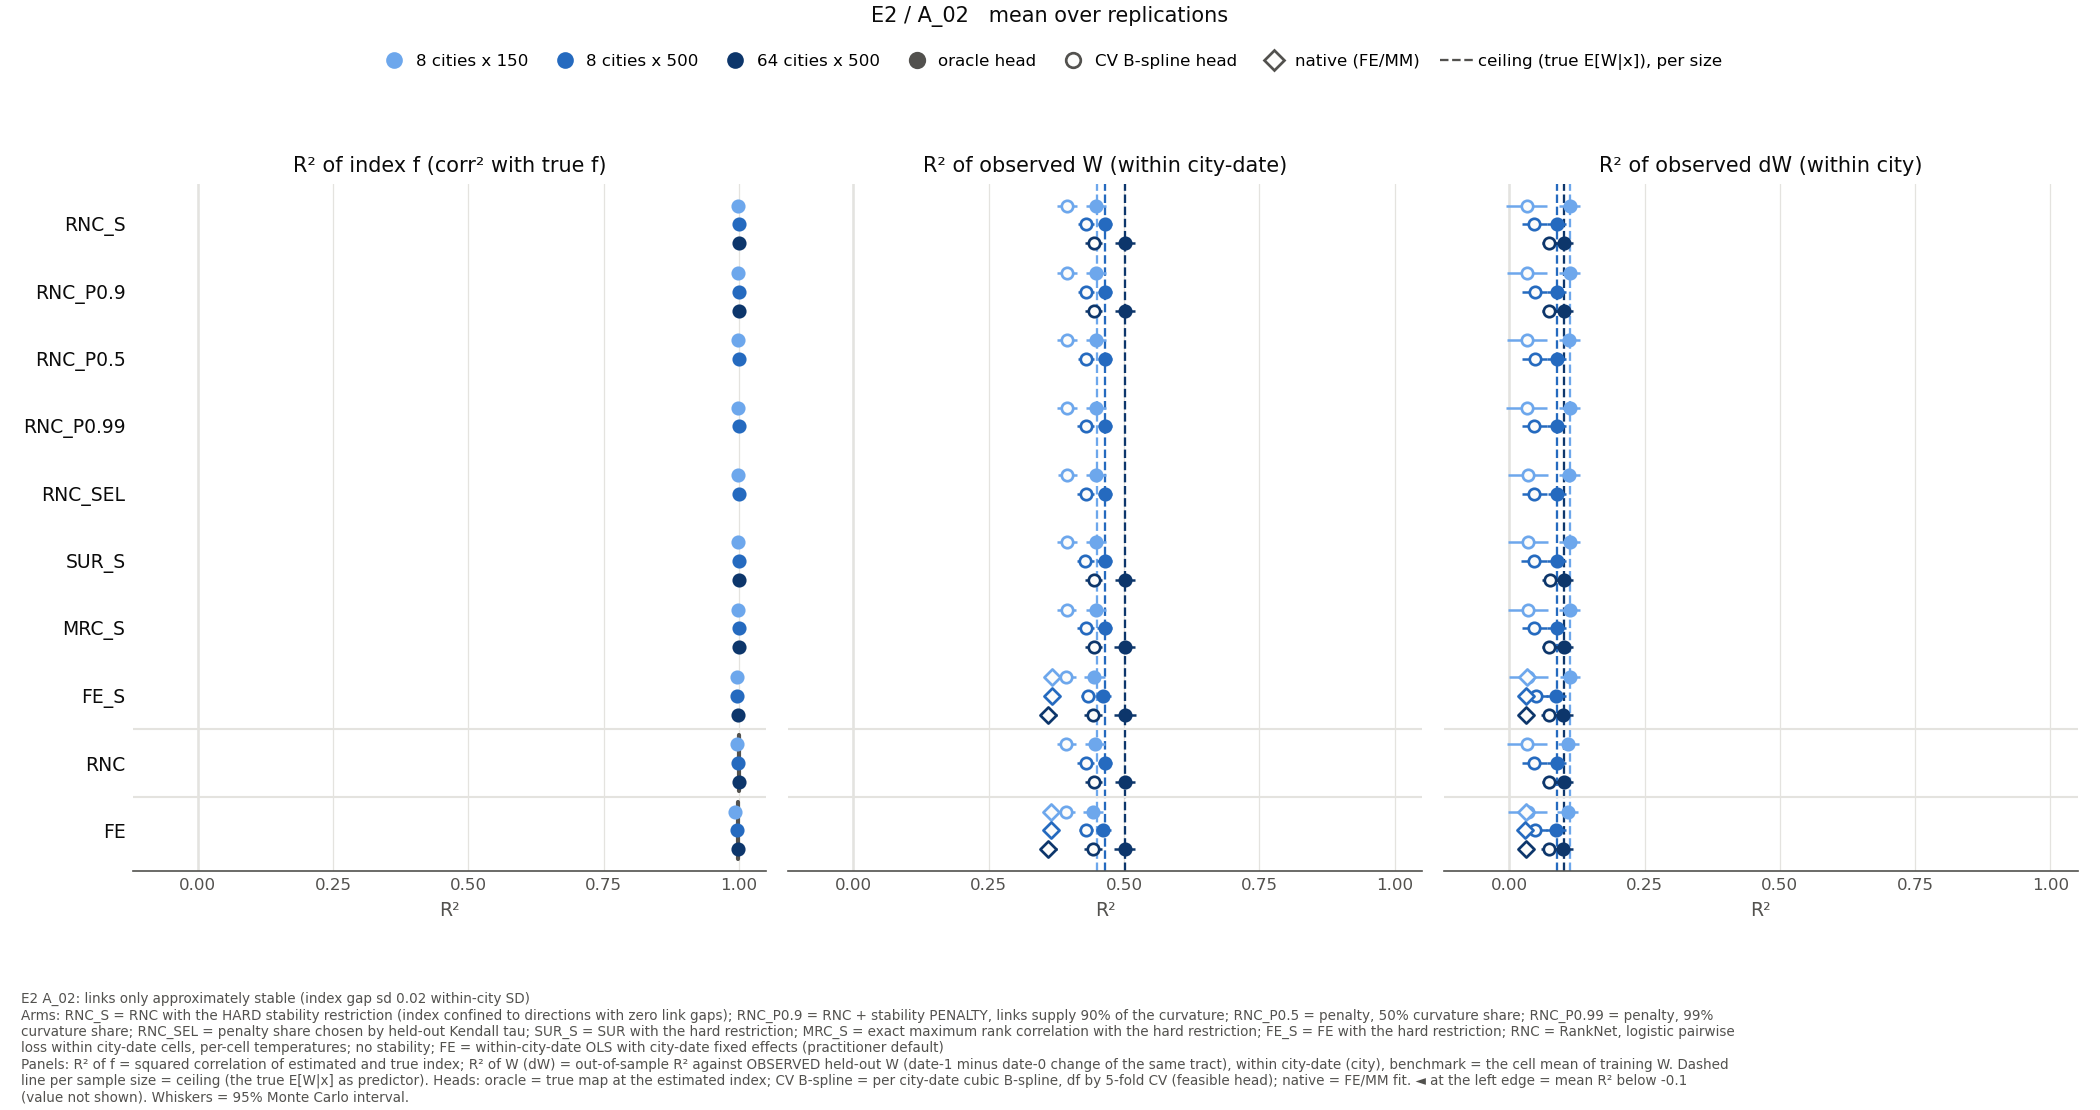 E2 / A_02   mean over replications
8 cities x 150   8 cities x 500   64 cities x 500   oracle head   CV B-spline head   native (FE/MM)   ceiling (true E[W|x]), per size
R² of index f (corr² with true f)   R² of observed W (within city-date)   R² of observed dW (within city)
RNC_S
RNC_P0.9
RNC_P0.5
RNC_P0.99
RNC_SEL
SUR_S
MRC_S
FE_S
RNC
FE
0.00 0.25 0.50 0.75 1.00   0.00 0.25 0.50 0.75 1.00   0.00 0.25 0.50 0.75 1.00
R²   R²   R²
E2 A_02: links only approximately stable (index gap sd 0.02 within-city SD)
Arms: RNC_S = RNC with the HARD stability restriction (index confined to directions with zero link gaps); RNC_P0.9 = RNC + stability PENALTY, links supply 90% of the curvature; RNC_P0.5 = penalty, 50% curvature share; RNC_P0.99 = penalty, 99%
curvature share; RNC_SEL = penalty share chosen by held-out Kendall tau; SUR_S = SUR with the hard restriction; MRC_S = exact maximum rank correlation with the hard restriction; FE_S = FE with the hard restriction; RNC = RankNet, logistic pairwise
loss within city-date cells, per-cell temperatures; no stability; FE = within-city-date OLS with city-date fixed effects (practitioner default)
Panels: R² of f = squared correlation of estimated and true index; R² of W (dW) = out-of-sample R² against OBSERVED held-out W (date-1 minus date-0 change of the same tract), within city-date (city), benchmark = the cell mean of training W. Dashed
line per sample size = ceiling (the true E[W|x] as predictor). Heads: oracle = true map at the estimated index; CV B-spline = per city-date cubic B-spline, df by 5-fold CV (feasible head); native = FE/MM fit. ◄ at the left edge = mean R² below -0.1
(value not shown). Whiskers = 95% Monte Carlo interval.